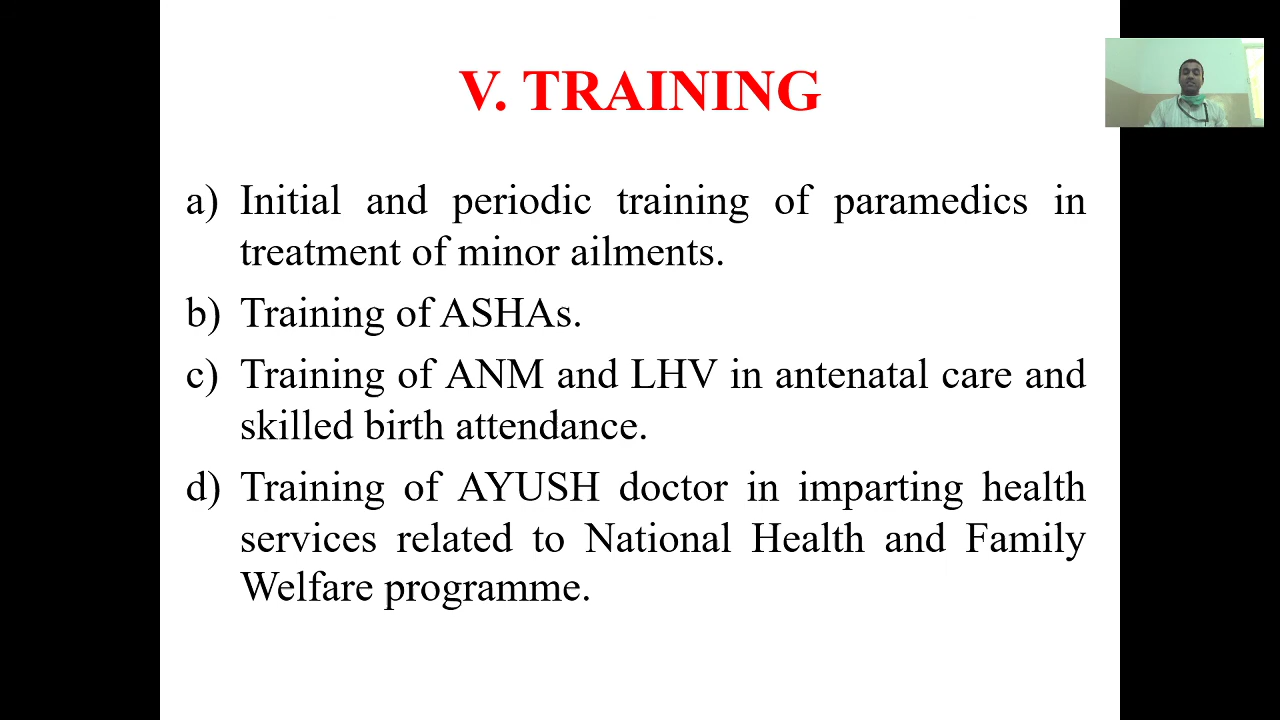 V. TRAINING
a) Initial and periodic training of paramedics in
treatment of minor ailments.
b) Training of ASHAs.
c) Training of ANM and LHV in antenatal care and
skilled birth attendance.
d) Training of AYUSH doctor in imparting health
services related to National Health and Family
Welfare programme.